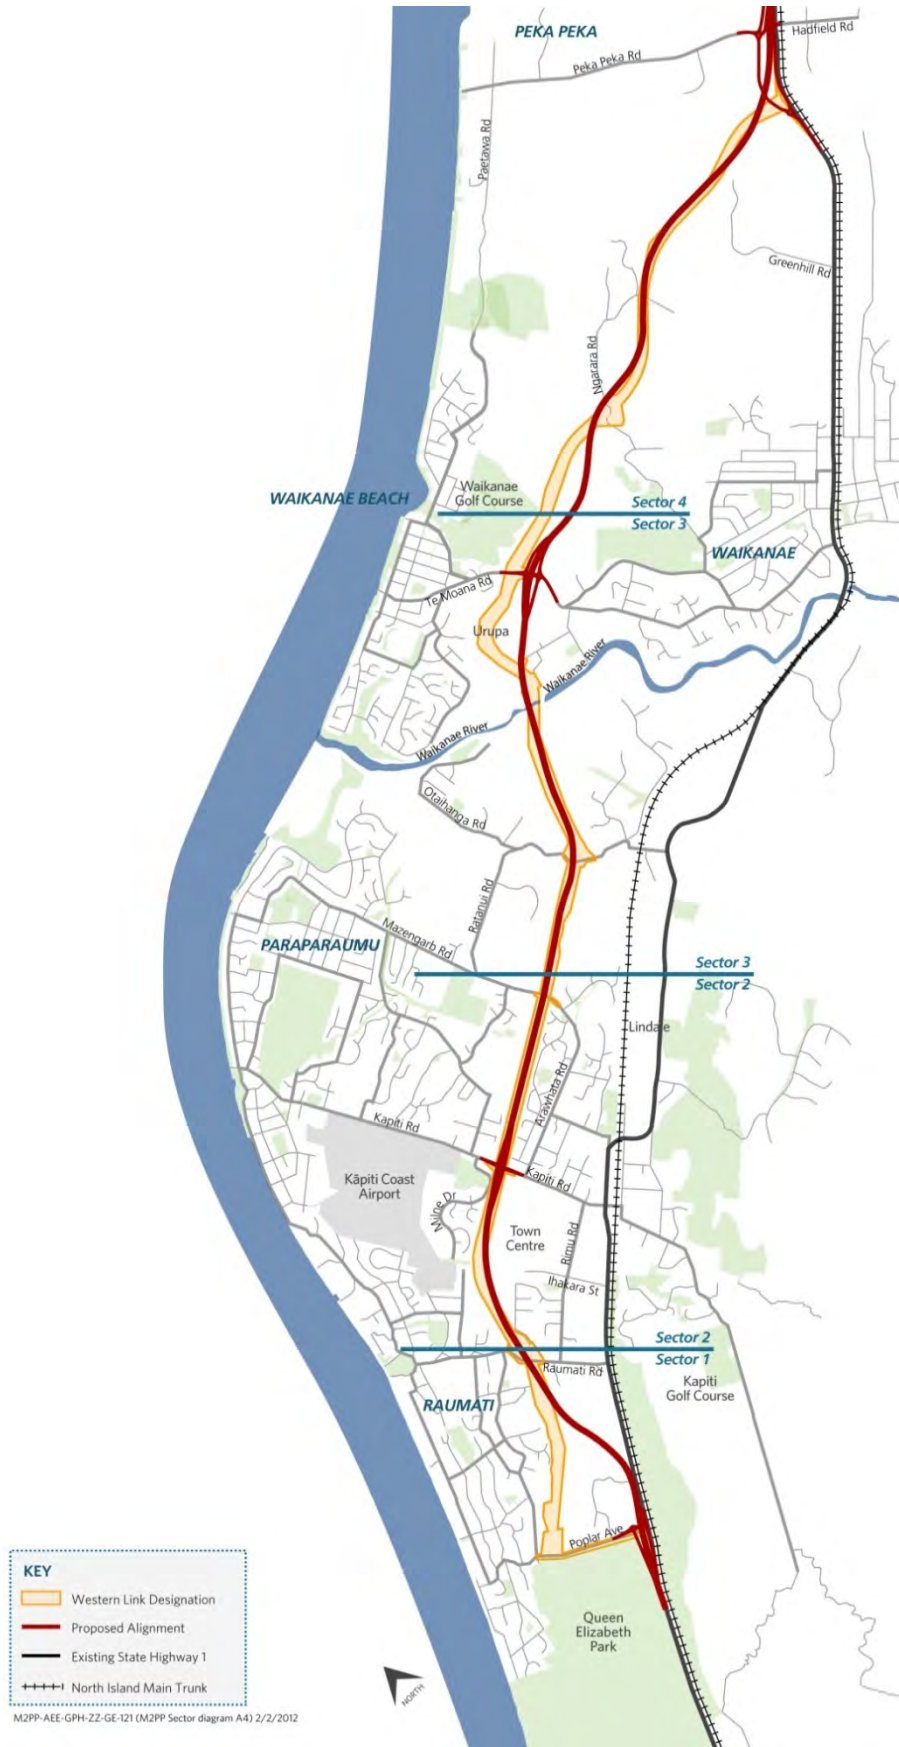 PEKA PEKA
Hadfield Rd
Peka Peka Rd
Paetawa Rd
Greenhill Rd
Ngarara Rd
WAIKANAE BEACH
Waikanae
Golf Course
Sector 4
Sector 3
WAIKANAE
Te Moana Rd
Urupa
Waikanae River
Waikanae River
Otaihanga Rd
Ratanui Rd
Mazengarb Rd
PARAPARAUMU
Sector 3
Sector 2
Lindale
Arawhata Rd
Kapiti Rd
Kapiti Rd
Kāpiti Coast
Airport
Milne Dr
Town
Centre
Rimu Rd
Ihakara St
Sector 2
Sector 1
Raumati Rd
Kapiti
Golf Course
RAUMATI
Poplar Ave
Queen
Elizabeth
Park
KEY
Western Link Designation
Proposed Alignment
Existing State Highway 1
North Island Main Trunk
NORTH
M2PP-AEE-GPH-ZZ-GE-121 (M2PP Sector diagram A4) 2/2/2012